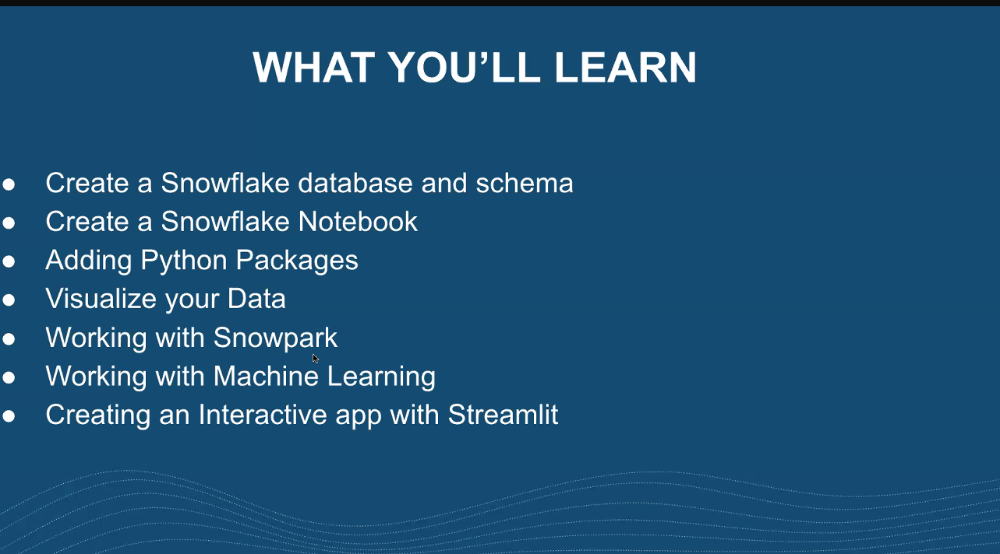 WHAT YOU’LL LEARN
● Create a Snowflake database and schema
● Create a Snowflake Notebook
● Adding Python Packages
● Visualize your Data
● Working with Snowpark
● Working with Machine Learning
● Creating an Interactive app with Streamlit